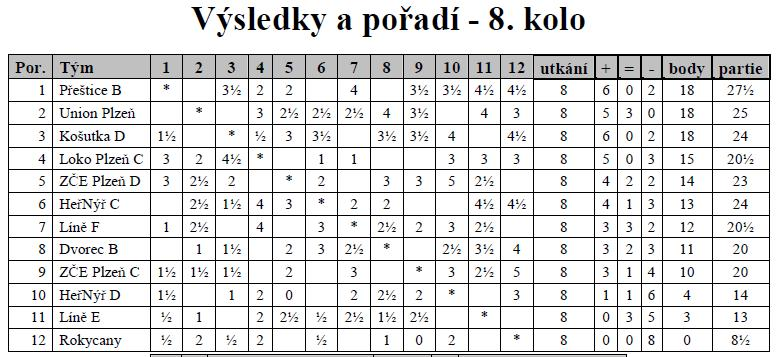 Výsledky a pořadí - 8. kolo
Por. Tým 1 2 3 4 5 6 7 8 9 10 11 12 utkání + = - body partie
1 Přeštice B * 3½ 2 2 4 3½ 3½ 4½ 4½ 8 6 0 2 18 27½
2 Union Plzeň * 3 2½ 2½ 2½ 4 3½ 4 3 8 5 3 0 18 25
3 Košutka D 1½ * ½ 3 3½ 3½ 3½ 4 4½ 8 6 0 2 18 24
4 Loko Plzeň C 3 2 4½ * 1 1 3 3 3 8 5 0 3 15 20½
5 ZČE Plzeň D 3 2½ 2 * 2 3 3 5 2½ 8 4 2 2 14 23
6 HeřNýř C 2½ 1½ 4 3 * 2 2 4½ 4½ 8 4 1 3 13 24
7 Líně F 1 2½ 4 3 * 2½ 2 3 2½ 8 3 3 2 12 20½
8 Dvorec B 1 1½ 2 3 2½ * 2½ 3½ 4 8 3 2 3 11 20
9 ZČE Plzeň C 1½ 1½ 1½ 2 3 * 3 2½ 5 8 3 1 4 10 20
10 HeřNýř D 1½ 1 2 0 2 2½ 2 * 3 8 1 1 6 4 14
11 Líně E ½ 1 2 2½ ½ 2½ 1½ 2½ * 8 0 3 5 3 13
12 Rokycany ½ 2 ½ 2 ½ 1 0 2 * 8 0 0 8 0 8½